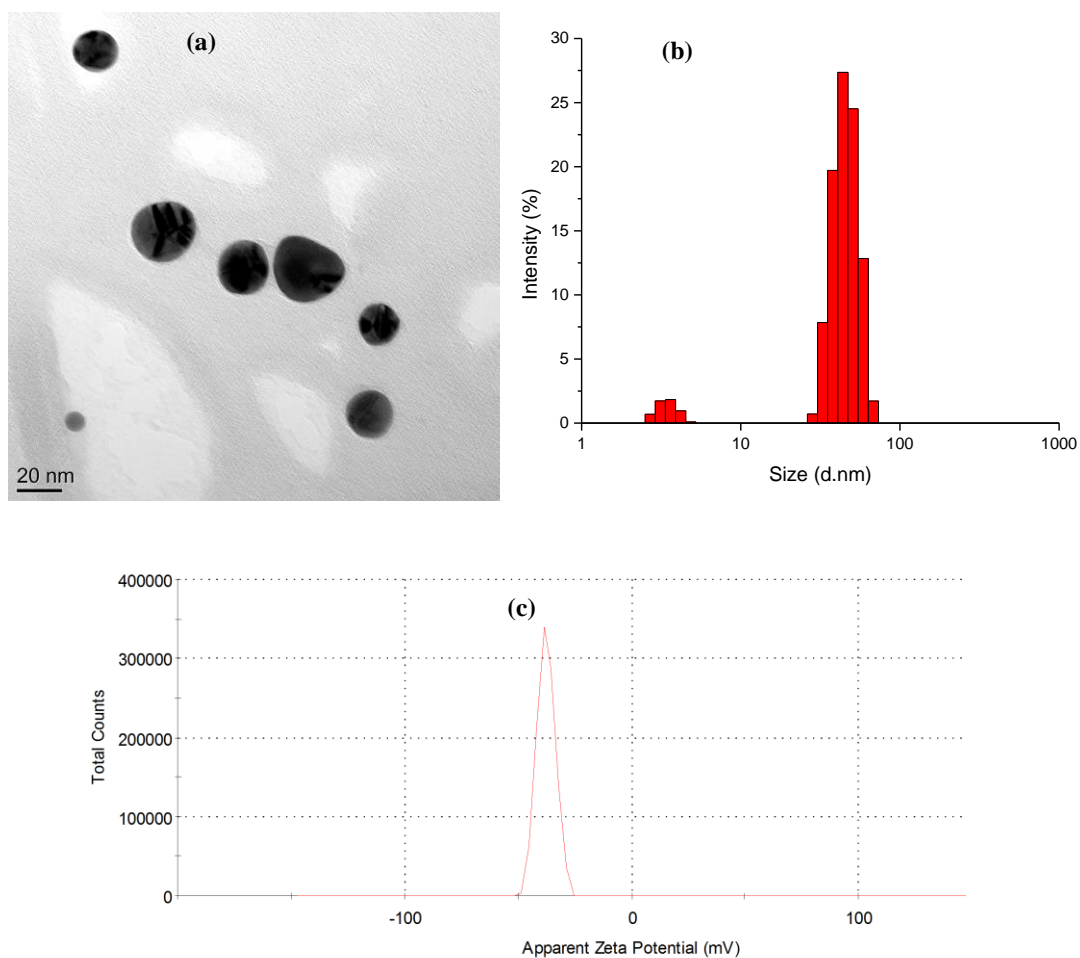 (a)
20 nm
(b)
30
25
20
15
10
5
0
Intensity (%)
1 10 100 1000
Size (d.nm)
(c)
400000
300000
200000
100000
0
Total Counts
-100 0 100
Apparent Zeta Potential (mV)